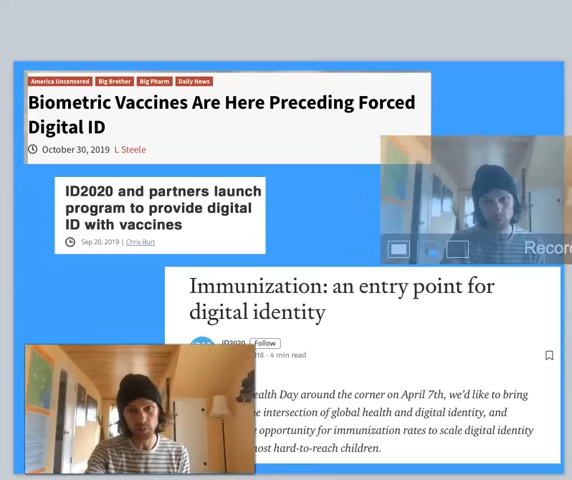 America Uncensored Big Brother Big Pharm Daily News
Biometric Vaccines Are Here Preceding Forced
Digital ID
October 30, 2019 L Steele
ID2020 and partners launch
program to provide digital
ID with vaccines
Sep 20, 2019 | Chris Burt
Recor
Immunization: an entry point for
digital identity
ID2020 Follow
018 · 4 min read
ealth Day around the corner on April 7th, we'd like to bring
e intersection of global health and digital identity, and
e opportunity for immunization rates to scale digital identity
most hard-to-reach children.